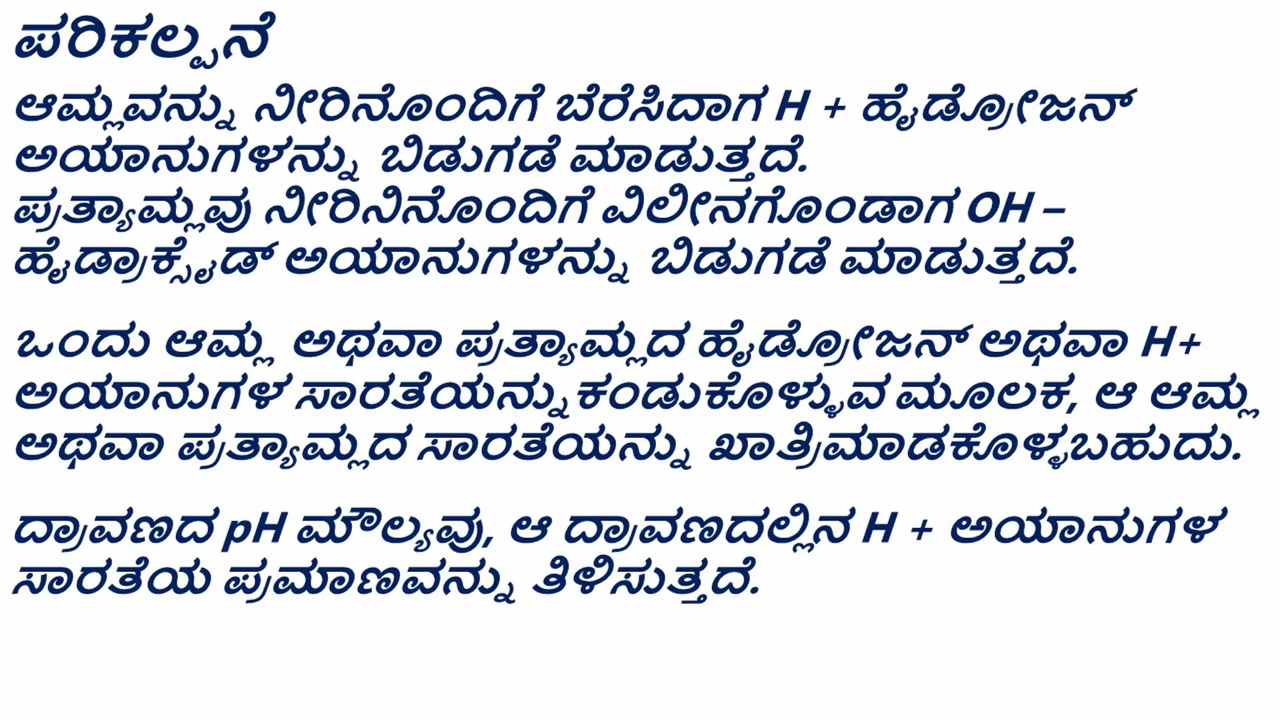 ಪರಿಕಲ್ಪನೆ
ಆಮ್ಲವನ್ನು ನೀರಿನೊಂದಿಗೆ ಬೆರೆಸಿದಾಗ H + ಹೈಡ್ರೋಜನ್
ಅಯಾನುಗಳನ್ನು ಬಿಡುಗಡೆ ಮಾಡುತ್ತದೆ.
ಪ್ರತ್ಯಾಮ್ಲವು ನೀರಿನಿನೊಂದಿಗೆ ವಿಲೀನಗೊಂಡಾಗ OH –
ಹೈಡ್ರಾಕ್ಸೈಡ್ ಅಯಾನುಗಳನ್ನು ಬಿಡುಗಡೆ ಮಾಡುತ್ತದೆ.
ಒಂದು ಆಮ್ಲ ಅಥವಾ ಪ್ರತ್ಯಾಮ್ಲದ ಹೈಡ್ರೋಜನ್ ಅಥವಾ H+
ಅಯಾನುಗಳ ಸಾರತೆಯನ್ನು ಕಂಡುಕೊಳ್ಳುವ ಮೂಲಕ, ಆ ಆಮ್ಲ
ಅಥವಾ ಪ್ರತ್ಯಾಮ್ಲದ ಸಾರತೆಯನ್ನು ಖಾತ್ರಿಮಾಡಕೊಳ್ಳಬಹುದು.
ದ್ರಾವಣದ pH ಮೌಲ್ಯವು, ಆ ದ್ರಾವಣದಲ್ಲಿನ H + ಅಯಾನುಗಳ
ಸಾರತೆಯ ಪ್ರಮಾಣವನ್ನು ತಿಳಿಸುತ್ತದೆ.